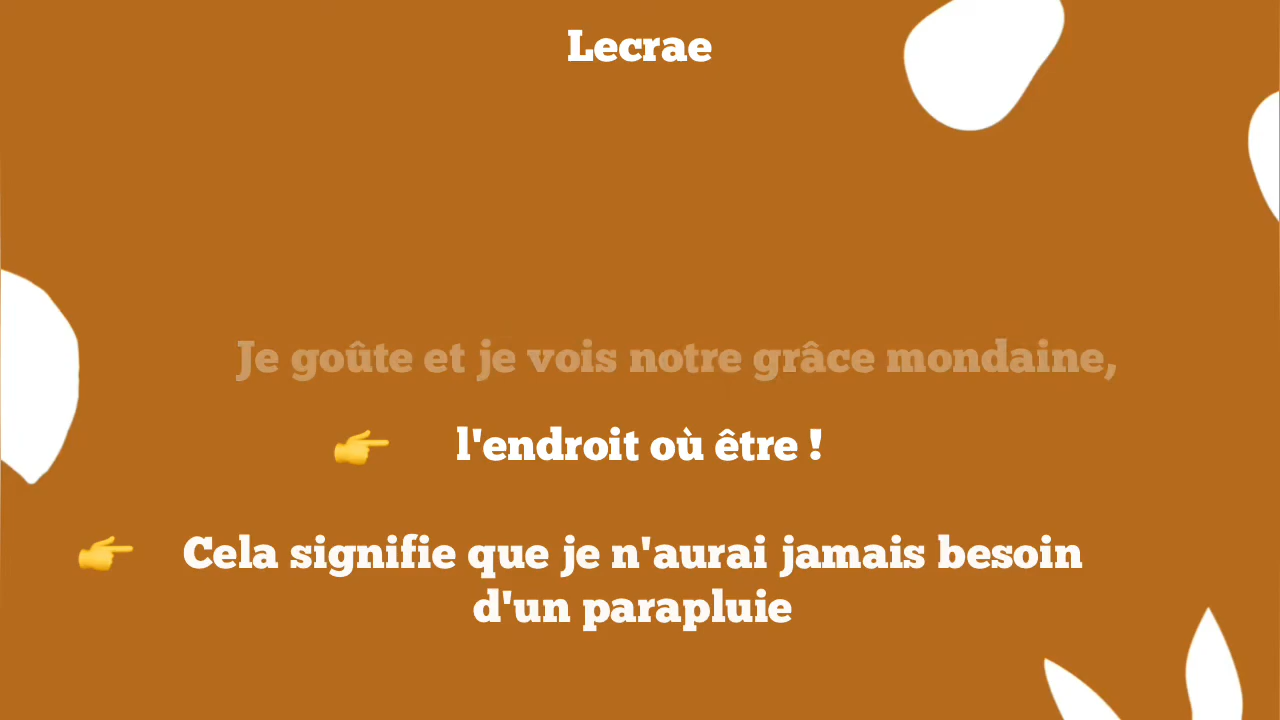 Lecrae
Je goûte et je vois notre grâce mondaine,
👉 l'endroit où être !
👉 Cela signifie que je n'aurai jamais besoin
d'un parapluie